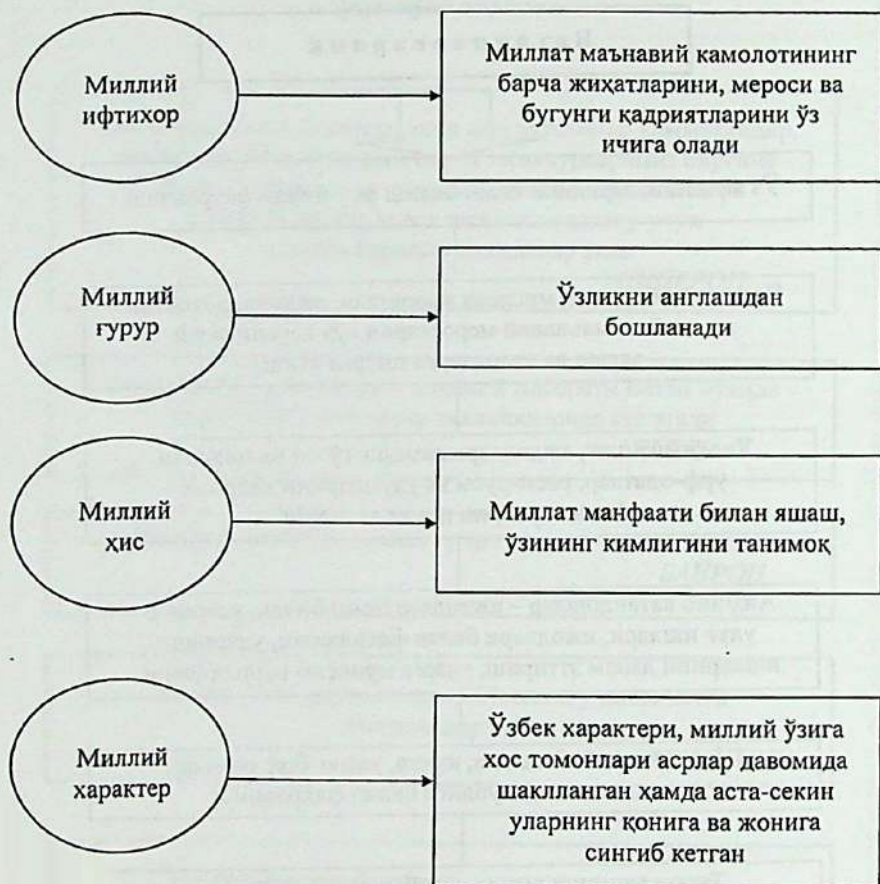 Миллий
ифтихор
Миллат маънавий камолотининг
барча жиҳатларини, мероси ва
бугунги қадриятларини ўз
ичига олади
Миллий
ғурур
Ўзликни англашдан
бошланади
Миллий
ҳис
Миллат манфаати билан яшаш,
ўзининг кимлигини танимоқ
Миллий
характер
Ўзбек характери, миллий ўзига
хос томонлари асрлар давомида
шаклланган ҳамда аста-секин
уларнинг қонига ва жонига
сингиб кетган